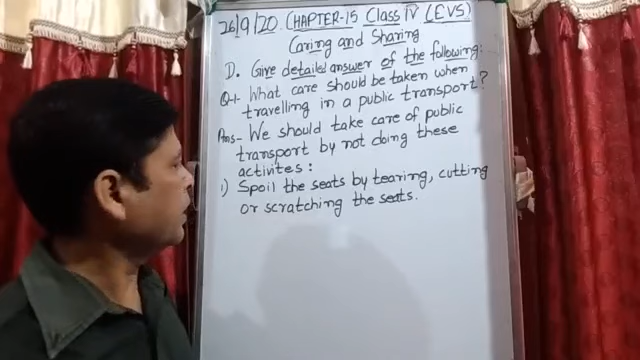 26/9/20. CHAPTER-15 Class IV (EVS)
Caring and Sharing
D. Give detailed answer of the following:
Q-1 What care should be taken when
travelling in a public transport?
Ans- We should take care of public
transport by not doing these
activites:
1) Spoil the seats by tearing, cutting
or scratching the seats.